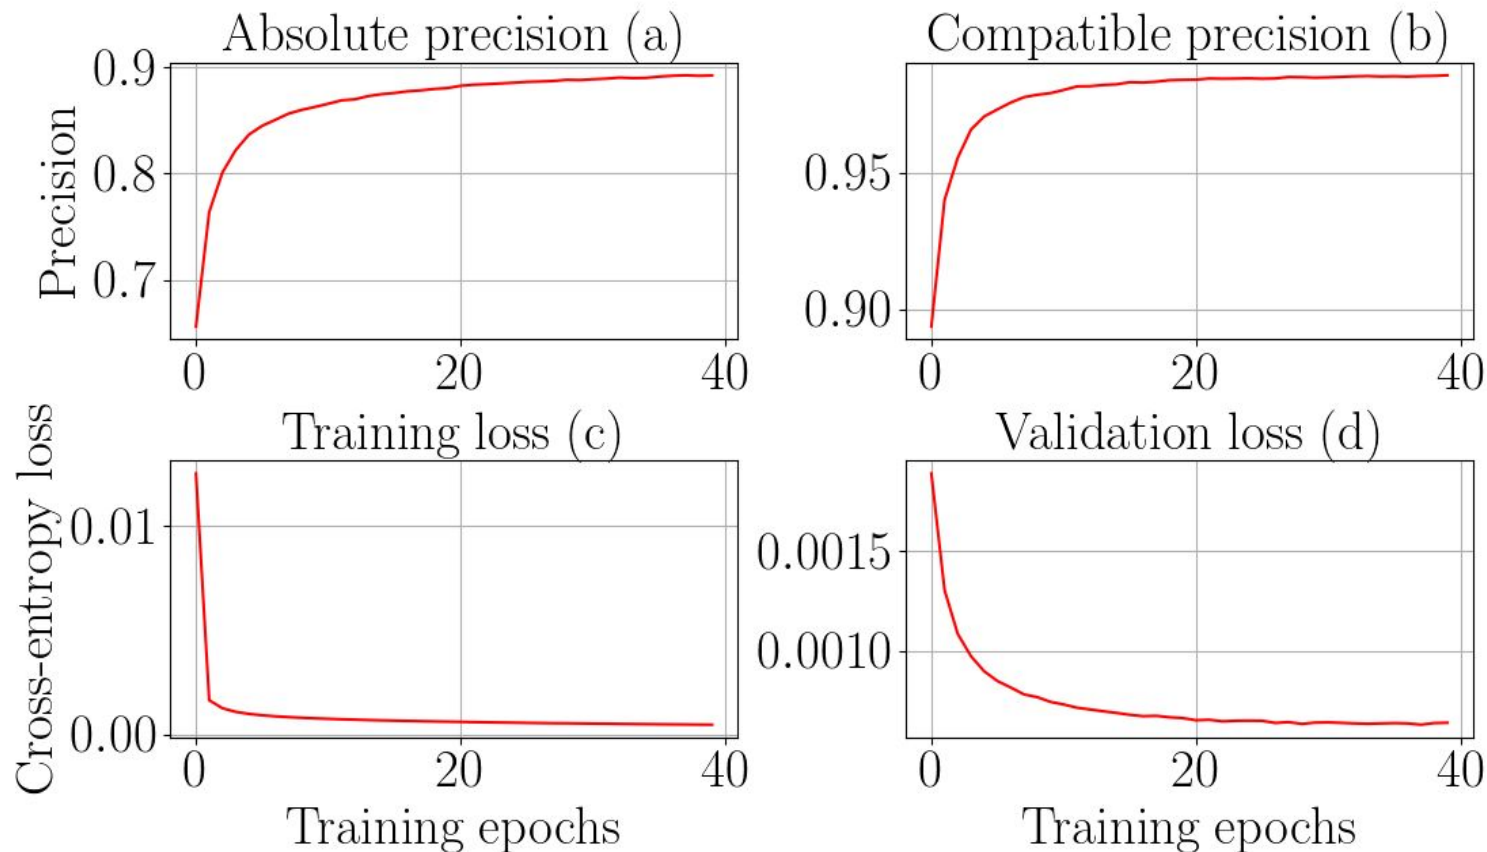 Absolute precision (a)
Compatible precision (b)
Precision
0.9
0.8
0.7
0
20
40
0.95
0.90
0
20
40
Training loss (c)
Validation loss (d)
Cross-entropy loss
0.01
0.00
0
20
40
Training epochs
0.0015
0.0010
0
20
40
Training epochs